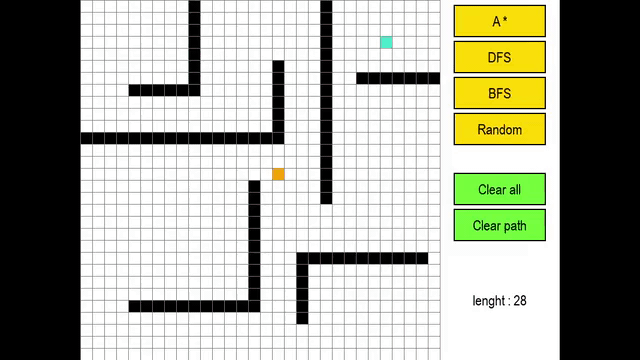 A *
DFS
BFS
Random
Clear all
Clear path
lenght : 28